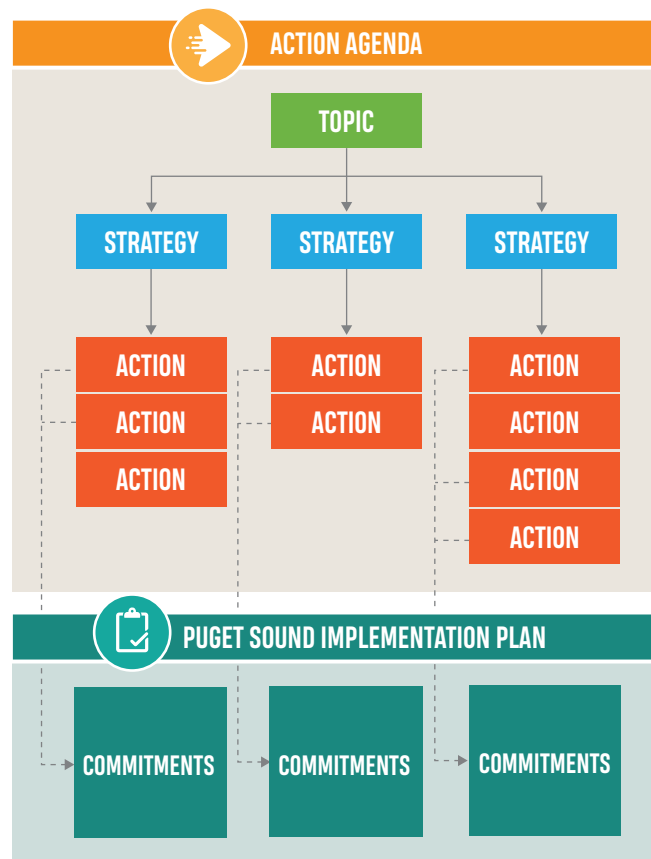 ACTION AGENDA
TOPIC
STRATEGY
STRATEGY
STRATEGY
ACTION
ACTION
ACTION
ACTION
ACTION
ACTION
ACTION
ACTION
ACTION
PUGET SOUND IMPLEMENTATION PLAN
COMMITMENTS
COMMITMENTS
COMMITMENTS